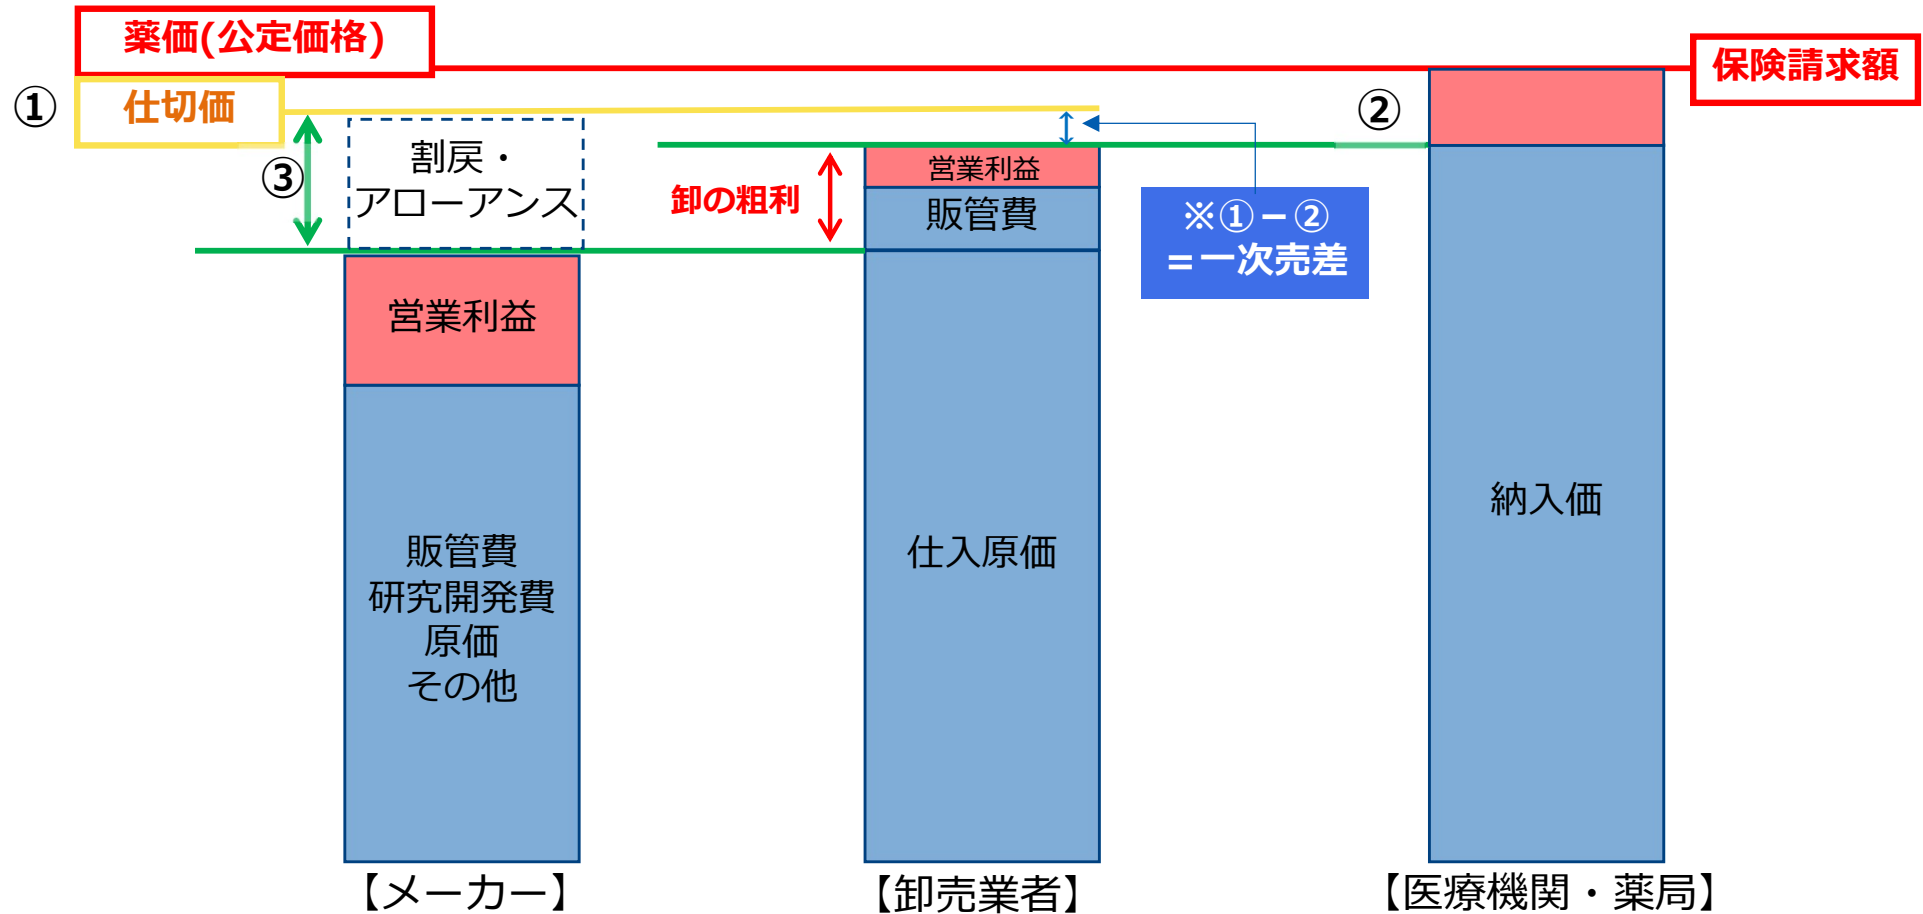 薬価(公定価格)
保険請求額
①
仕切価
②
割戻・
アローアンス
③
卸の粗利
営業利益
販管費
※①－②
＝一次売差
営業利益
販管費
研究開発費
原価
その他
仕入原価
納入価
【メーカー】
【卸売業者】
【医療機関・薬局】